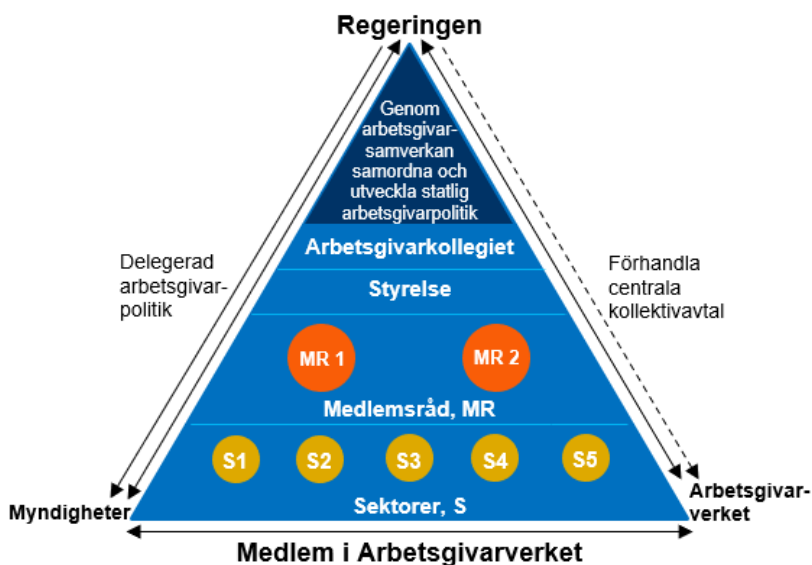 Regeringen
Genom
arbetsgivar-
samverkan
samordna och
utveckla statlig
arbetsgivarpolitik
Arbetsgivarkollegiet
Delegerad
arbetsgivar-
politik
Förhandla
centrala
kollektivavtal
Styrelse
MR 1
MR 2
Medlemsråd, MR
S1
S2
S3
S4
S5
Sektorer, S
Myndigheter
Arbetsgivar-
verket
Medlem i Arbetsgivarverket